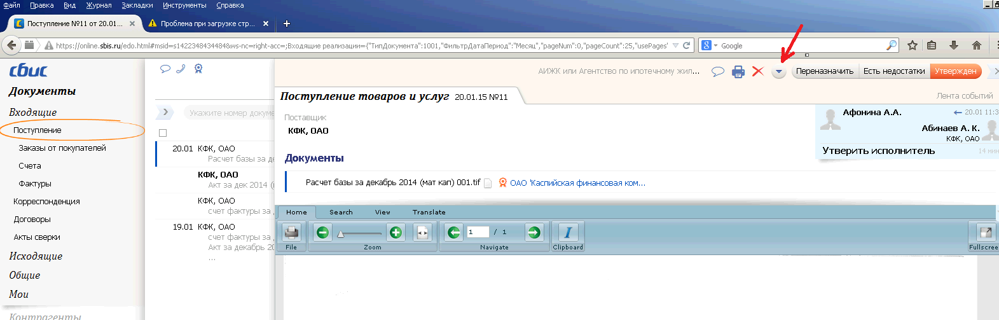 Файл Правка Вид Журнал Закладки Инструменты Справка
Поступление №11 от 20.01... Проблема при загрузке стр...
https://online.sbis.ru/edo.html#msid=s1422348434484&ws-nc=right-acc=;Входящие реализации={"ТипДокумента":1001,"ФильтрДатаПериод":"Месяц","pageNum":0,"pageCount":25,"usePages"
Google
сбис
Документы
Входящие
Поступление
Заказы от покупателей
Счета
Фактуры
Корреспонденция
Договоры
Акты сверки
Исходящие
Общие
Мои
Контрагенты
Укажите номер докуме
20.01 КФК, ОАО
Расчет базы за де
КФК, ОАО
Акт за дек 2014 (
КФК, ОАО
счет фактуры за
19.01 КФК, ОАО
счет фактуры за
Акт за декабрь 20
...
АИЖК или Агентство по ипотечному жил...
Переназначить Есть недостатки Утвержден
Поступление товаров и услуг 20.01.15 №11
Лента событий
Поставщик
КФК, ОАО
Афонина А.А. 20.01 11:3
Абинаев А. К.
КФК, ОАО
Утверить исполнитель 14 мин
Документы
Расчет базы за декабрь 2014 (мат кап) 001.tif ОАО 'Каспийская финансовая ком...
Home Search View Translate
1 / 1
File Zoom Navigate Clipboard Fullscree